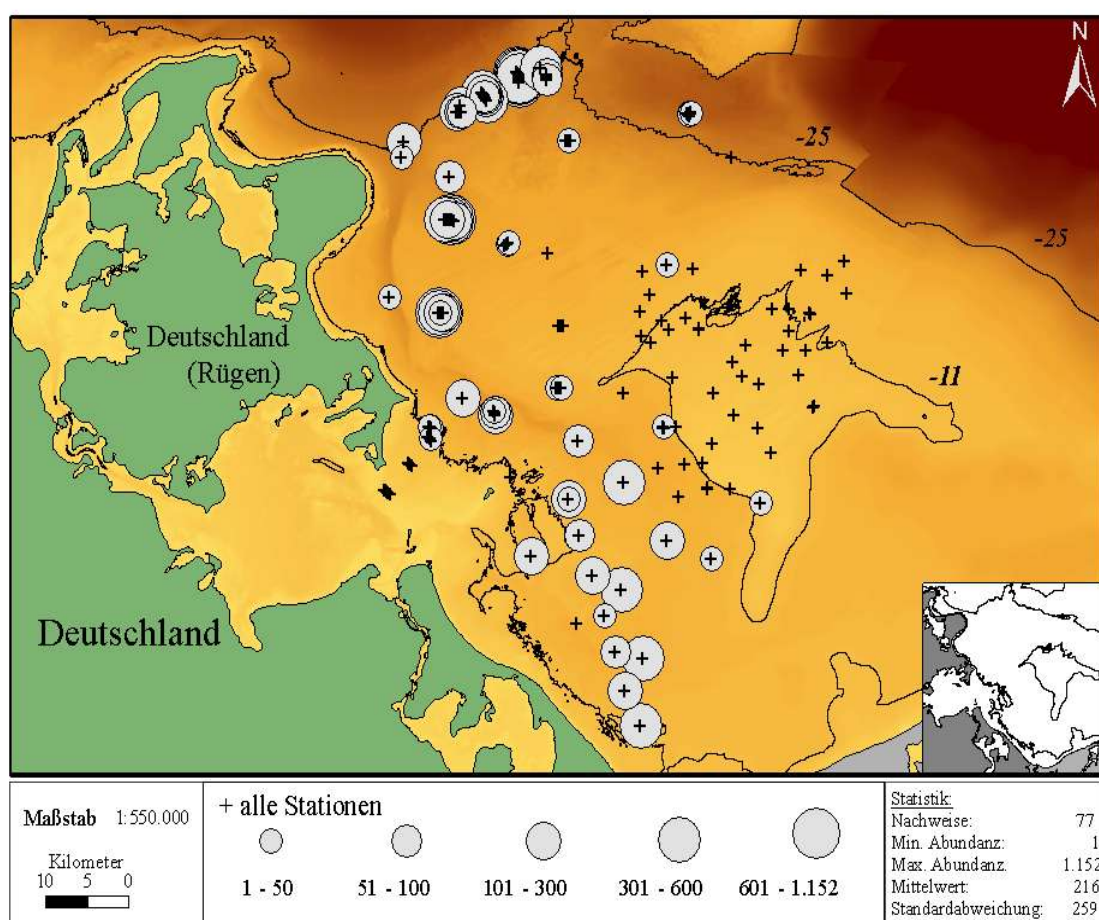 N
-25
-25
Deutschland
(Rügen)
-11
Deutschland
Maßstab 1:550.000
Kilometer
10 5 0
+ alle Stationen
1 - 50
51 - 100
101 - 300
301 - 600
601 - 1.152
Statistik:
Nachweise: 77
Min. Abundanz: 1
Max. Abundanz. 1.152
Mittelwert: 216
Standardabweichung: 259